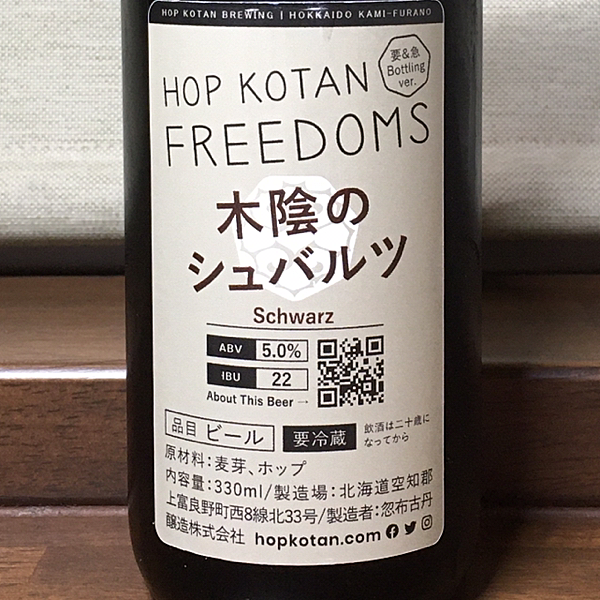 HOP KOTAN BREWING | HOKKAIDO KAMI-FURANO
要&急
Bottling
ver.
HOP KOTAN
FREEDOMS
木陰の
シュバルツ
Schwarz
ABV 5.0%
IBU 22
About This Beer →
品目 ビール 要冷蔵
飲酒は二十歳に
なってから
原材料：麦芽、ホップ
内容量：330ml/製造場：北海道空知郡
上富良野町西8線北33号/製造者：忽布古丹
醸造株式会社 hopkotan.com